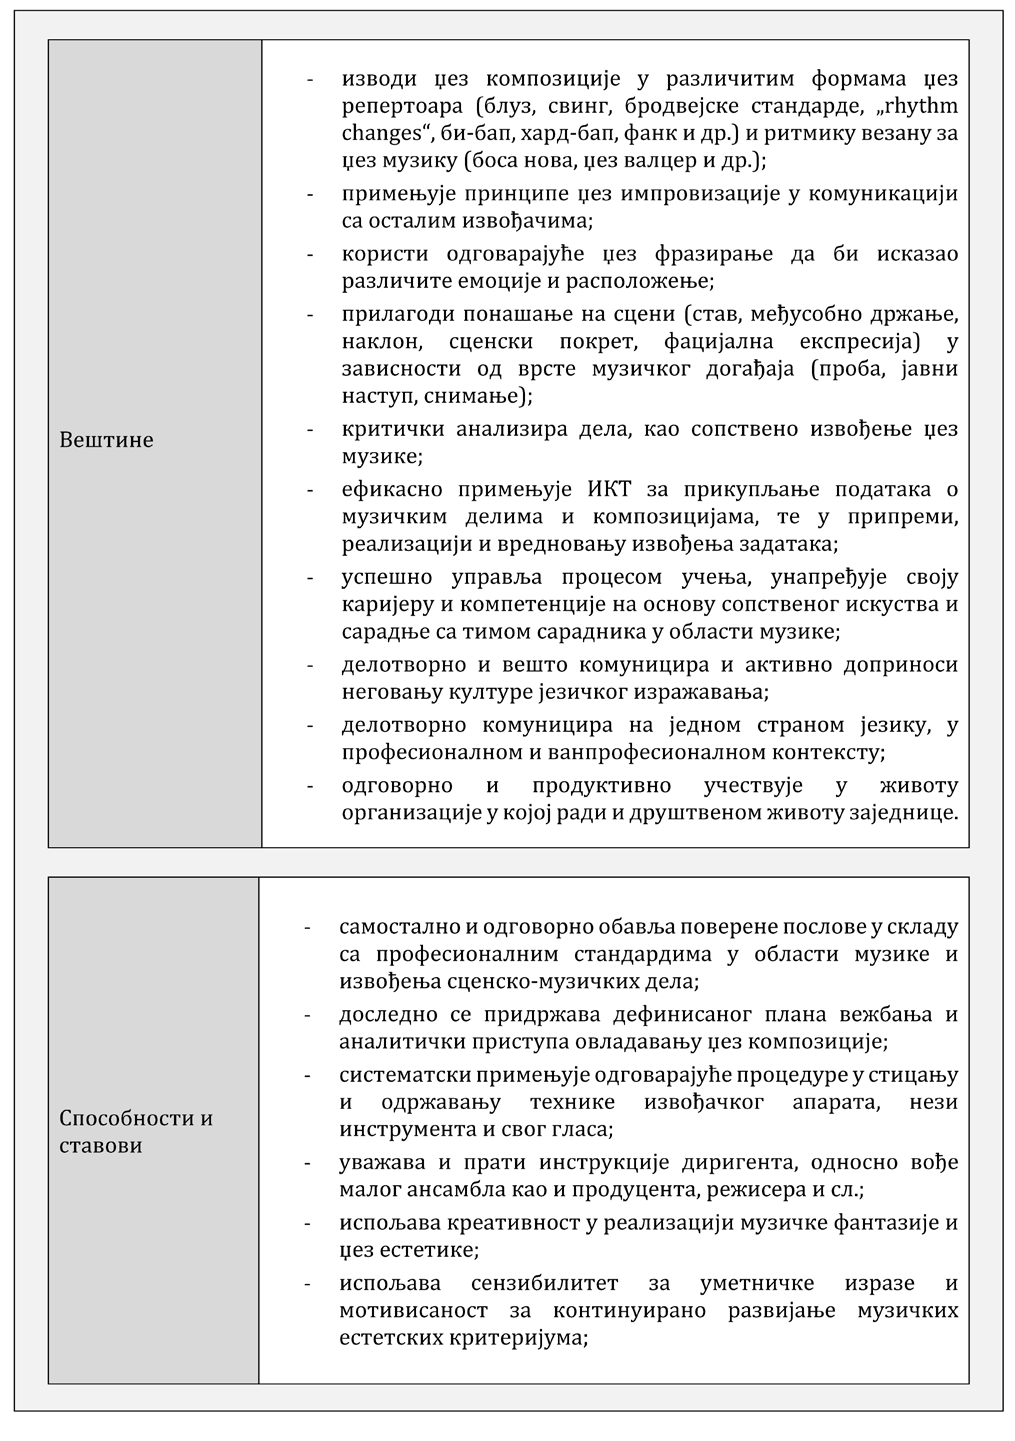 Вештине
- изводи џез композиције у различитим формама џез
репертоара (блуз, свинг, бродвејске стандарде, „rhythm
changes“, би-бап, хард-бап, фанк и др.) и ритмику везану за
џез музику (боса нова, џез валцер и др.);
- примењује принципе џез импровизације у комуникацији
са осталим извођачима;
- користи одговарајуће џез фразирање да би исказао
различите емоције и расположење;
- прилагоди понашање на сцени (став, међусобно држање,
наклон, сценски покрет, фацијална експресија) у
зависности од врсте музичког догађаја (проба, јавни
наступ, снимање);
- критички анализира дела, као сопствено извођење џез
музике;
- ефикасно примењује ИКТ за прикупљање података о
музичким делима и композицијама, те у припреми,
реализацији и вредновању извођења задатака;
- успешно управља процесом учења, унапређује своју
каријеру и компетенције на основу сопственог искуства и
сарадње са тимом сарадника у области музике;
- делотворно и вешто комуницира и активно доприноси
неговању културе језичког изражавања;
- делотворно комуницира на једном страном језику, у
професионалном и ванпрофесионалном контексту;
- одговорно и продуктивно учествује у животу
организације у којој ради и друштвеном животу заједнице.
Способности и
ставови
- самостално и одговорно обавља поверене послове у складу
са професионалним стандардима у области музике и
извођења сценско-музичких дела;
- доследно се придржава дефинисаног плана вежбања и
аналитички приступа овладавању џез композиције;
- систематски примењује одговарајуће процедуре у стицању
и одржавању технике извођачког апарата, нези
инструмента и свог гласа;
- уважава и прати инструкције диригента, односно вође
малог ансамбла као и продуцента, режисера и сл.;
- испољава креативност у реализацији музичке фантазије и
џез естетике;
- испољава сензибилитет за уметничке изразе и
мотивисаност за континуирано развијање музичких
естетских критеријума;